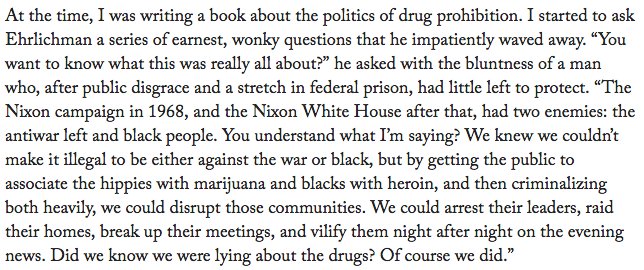 At the time, I was writing a book about the politics of drug prohibition. I started to ask
Ehrlichman a series of earnest, wonky questions that he impatiently waved away. “You
want to know what this was really all about?” he asked with the bluntness of a man
who, after public disgrace and a stretch in federal prison, had little left to protect. “The
Nixon campaign in 1968, and the Nixon White House after that, had two enemies: the
antiwar left and black people. You understand what I’m saying? We knew we couldn’t
make it illegal to be either against the war or black, but by getting the public to
associate the hippies with marijuana and blacks with heroin, and then criminalizing
both heavily, we could disrupt those communities. We could arrest their leaders, raid
their homes, break up their meetings, and vilify them night after night on the evening
news. Did we know we were lying about the drugs? Of course we did.”